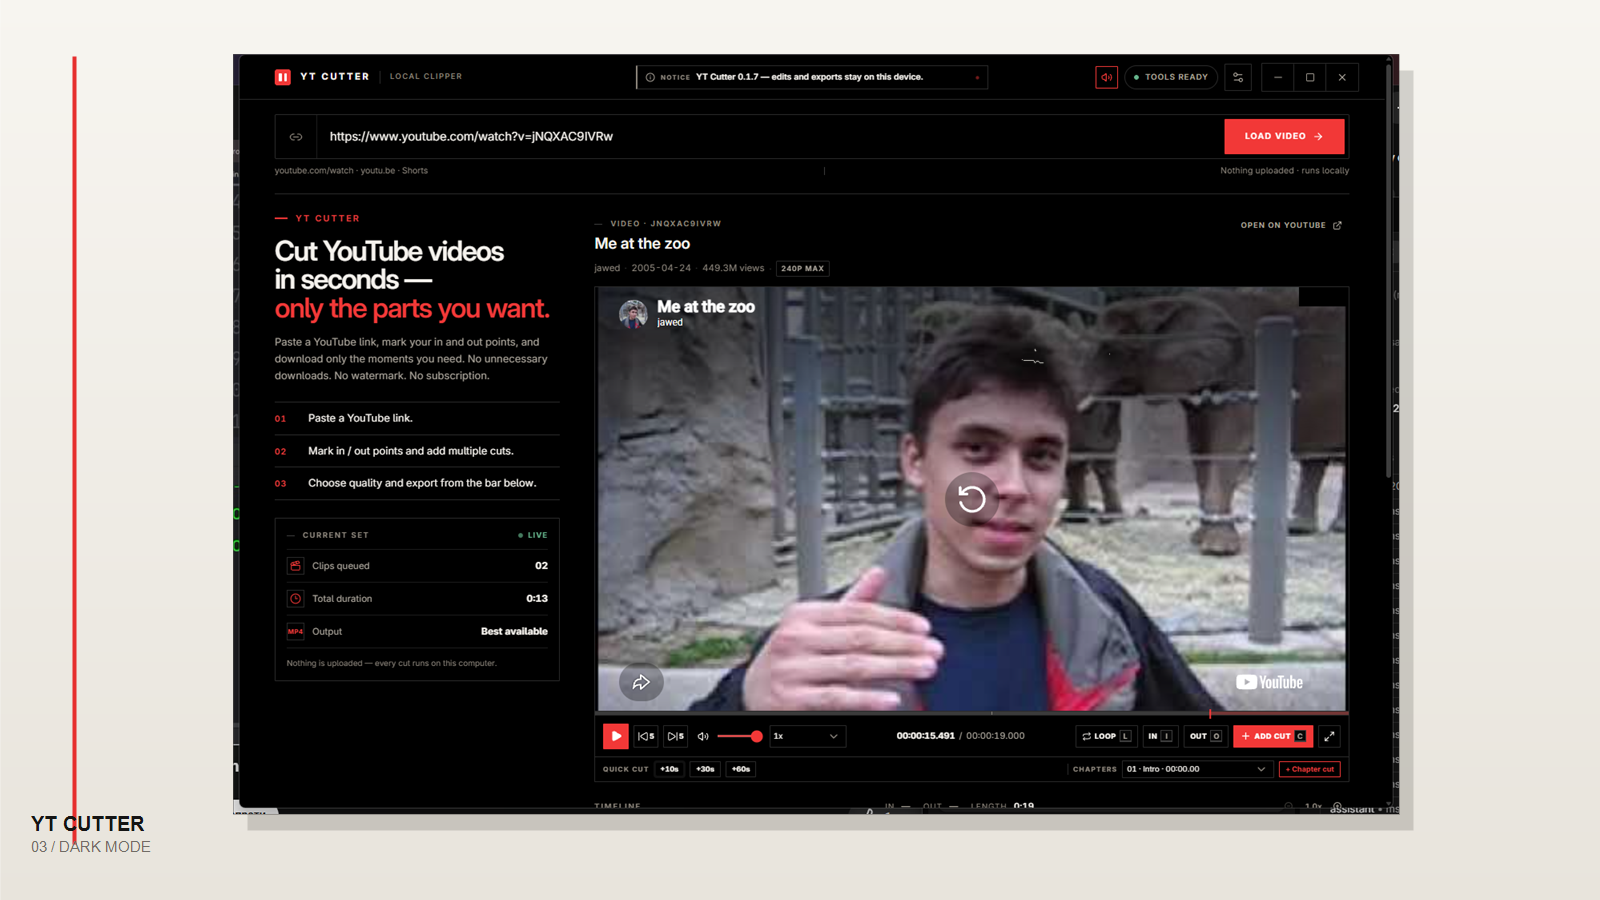 YT CUTTER
LOCAL CLIPPER
NOTICE YT Cutter 0.1.7 — edits and exports stay on this device.
TOOLS READY
https://www.youtube.com/watch?v=jNQXAC9IVRw
LOAD VIDEO →
youtube.com/watch · youtu.be · Shorts
Nothing uploaded · runs locally
— YT CUTTER
Cut YouTube videos
in seconds —
only the parts you want.
Paste a YouTube link, mark your in and out points, and
download only the moments you need. No unnecessary
downloads. No watermark. No subscription.
01 Paste a YouTube link.
02 Mark in / out points and add multiple cuts.
03 Choose quality and export from the bar below.
— CURRENT SET
LIVE
Clips queued 02
Total duration 0:13
MP4 Output Best available
Nothing is uploaded — every cut runs on this computer.
— VIDEO · JNQXAC9IVRW
Me at the zoo
jawed · 2005-04-24 · 449.3M views · 240P MAX
OPEN ON YOUTUBE
Me at the zoo
jawed
YouTube
5 5 1x 00:00:15.491 / 00:00:19.000 LOOP L IN I OUT O + ADD CUT C
QUICK CUT +10s +30s +60s CHAPTERS 01 · Intro · 00:00.00 + Chapter cut
TIMELINE IN — OUT — LENGTH 0:19 1.0x
assistant
YT CUTTER
03 / DARK MODE